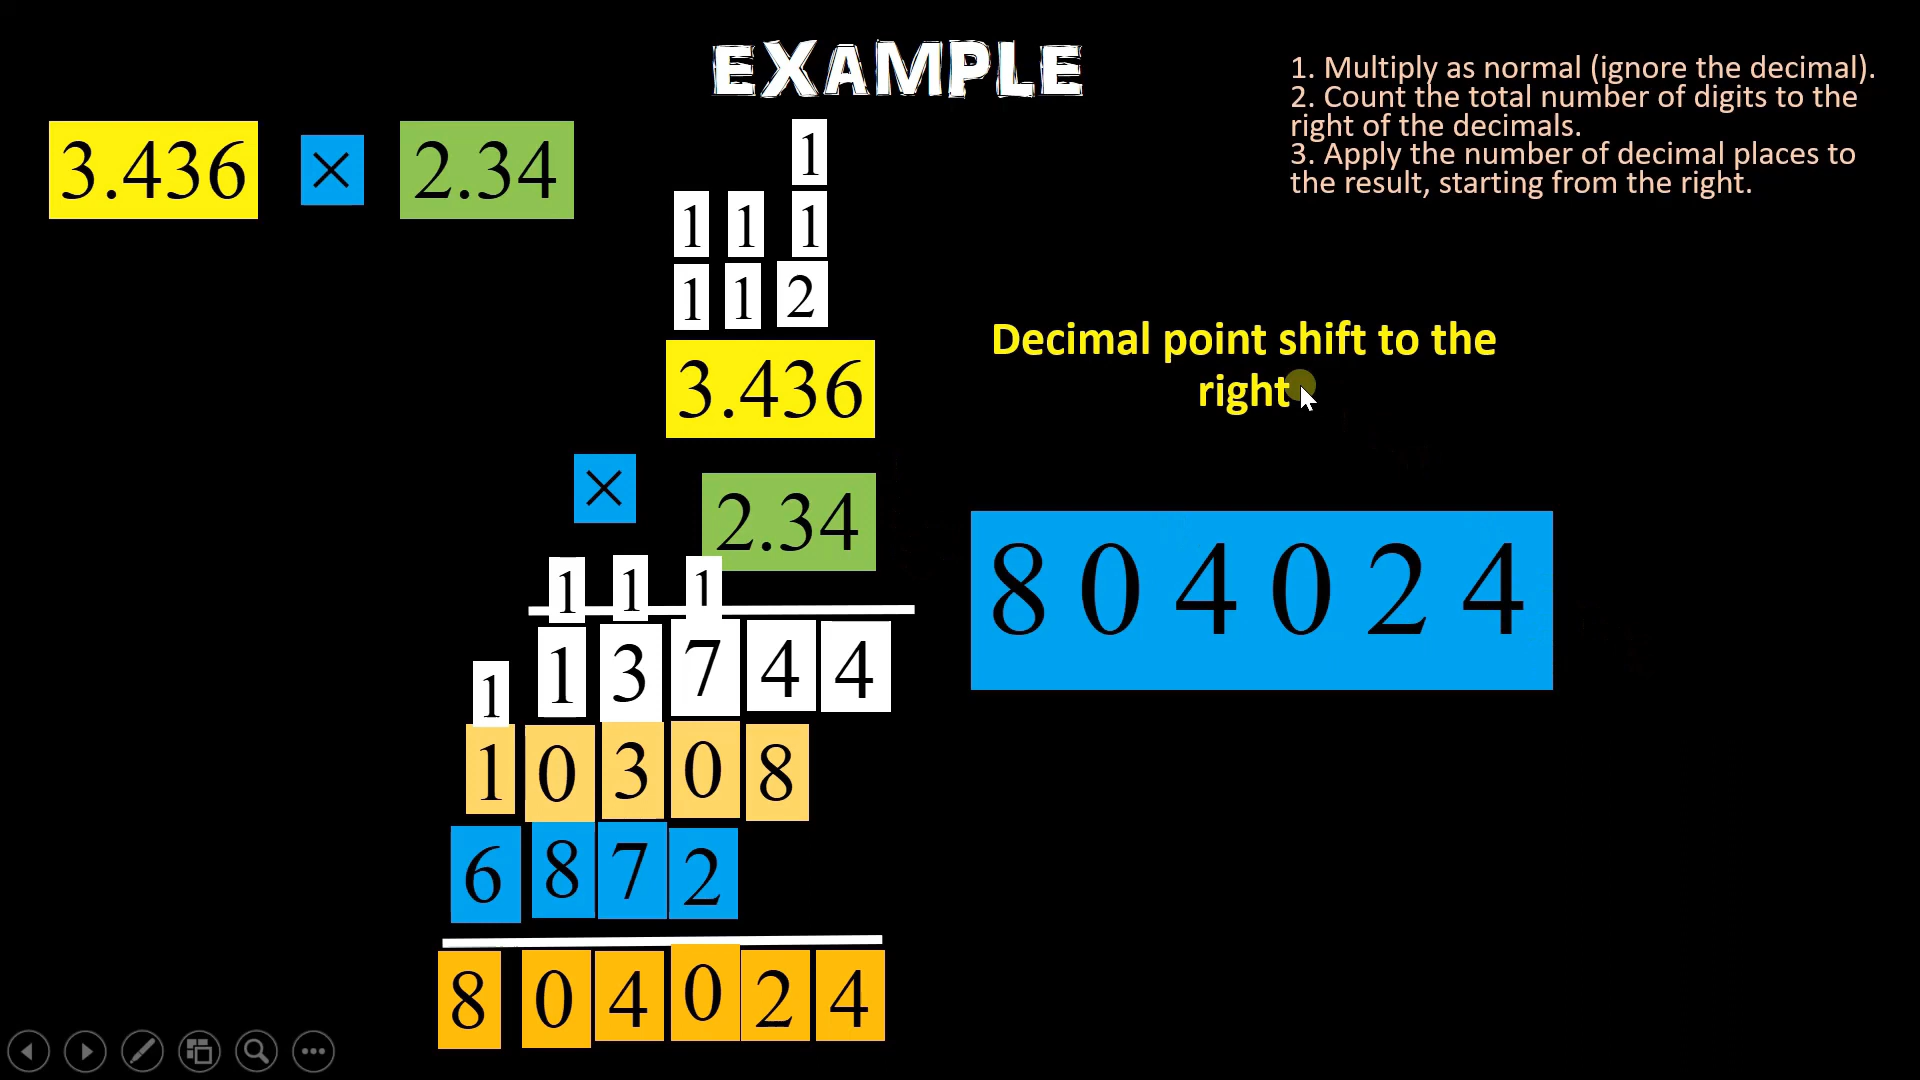 EXAMPLE
1. Multiply as normal (ignore the decimal).
2. Count the total number of digits to the
right of the decimals.
3. Apply the number of decimal places to
the result, starting from the right.
3.436 × 2.34
1
1 1 1
1 1 2
3.436
× 2.34
1 1 1
1 3 7 4 4
1
1 0 3 0 8
6 8 7 2
8 0 4 0 2 4
Decimal point shift to the
right
8 0 4 0 2 4